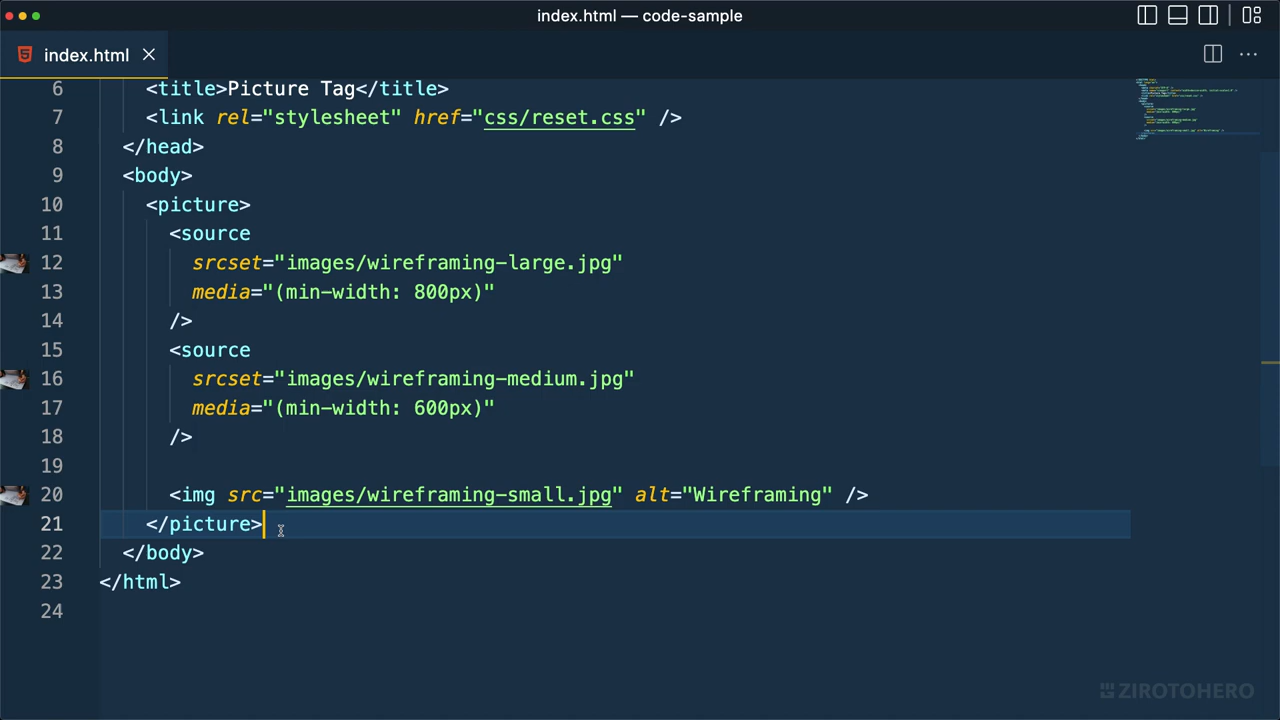 index.html — code-sample
index.html
6 <title>Picture Tag</title>
7 <link rel="stylesheet" href="css/reset.css" />
8 </head>
9 <body>
10 <picture>
11 <source
12 srcset="images/wireframing-large.jpg"
13 media="(min-width: 800px)"
14 />
15 <source
16 srcset="images/wireframing-medium.jpg"
17 media="(min-width: 600px)"
18 />
19
20 <img src="images/wireframing-small.jpg" alt="Wireframing" />
21 </picture>
22 </body>
23 </html>
24
ZIROTOHERO